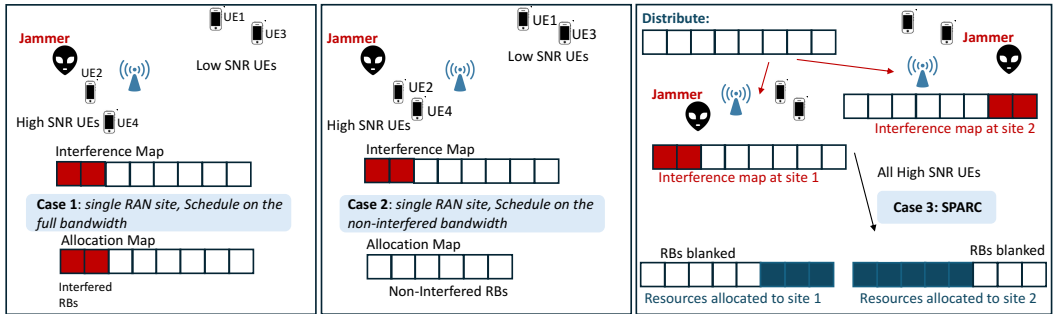 UE1
UE3
Jammer
Low SNR UEs
UE2
High SNR UEs
UE4
Interference Map
Case 1: single RAN site, Schedule on the
full bandwidth
Allocation Map
Interfered
RBs
UE1
UE3
Jammer
Low SNR UEs
UE2
UE4
High SNR UEs
Interference Map
Case 2: single RAN site, Schedule on the
non-interfered bandwidth
Allocation Map
Non-Interfered RBs
Distribute:
Jammer
Jammer
Interference map at site 2
Interference map at site 1
All High SNR UEs
Case 3: SPARC
RBs blanked
RBs blanked
Resources allocated to site 1
Resources allocated to site 2